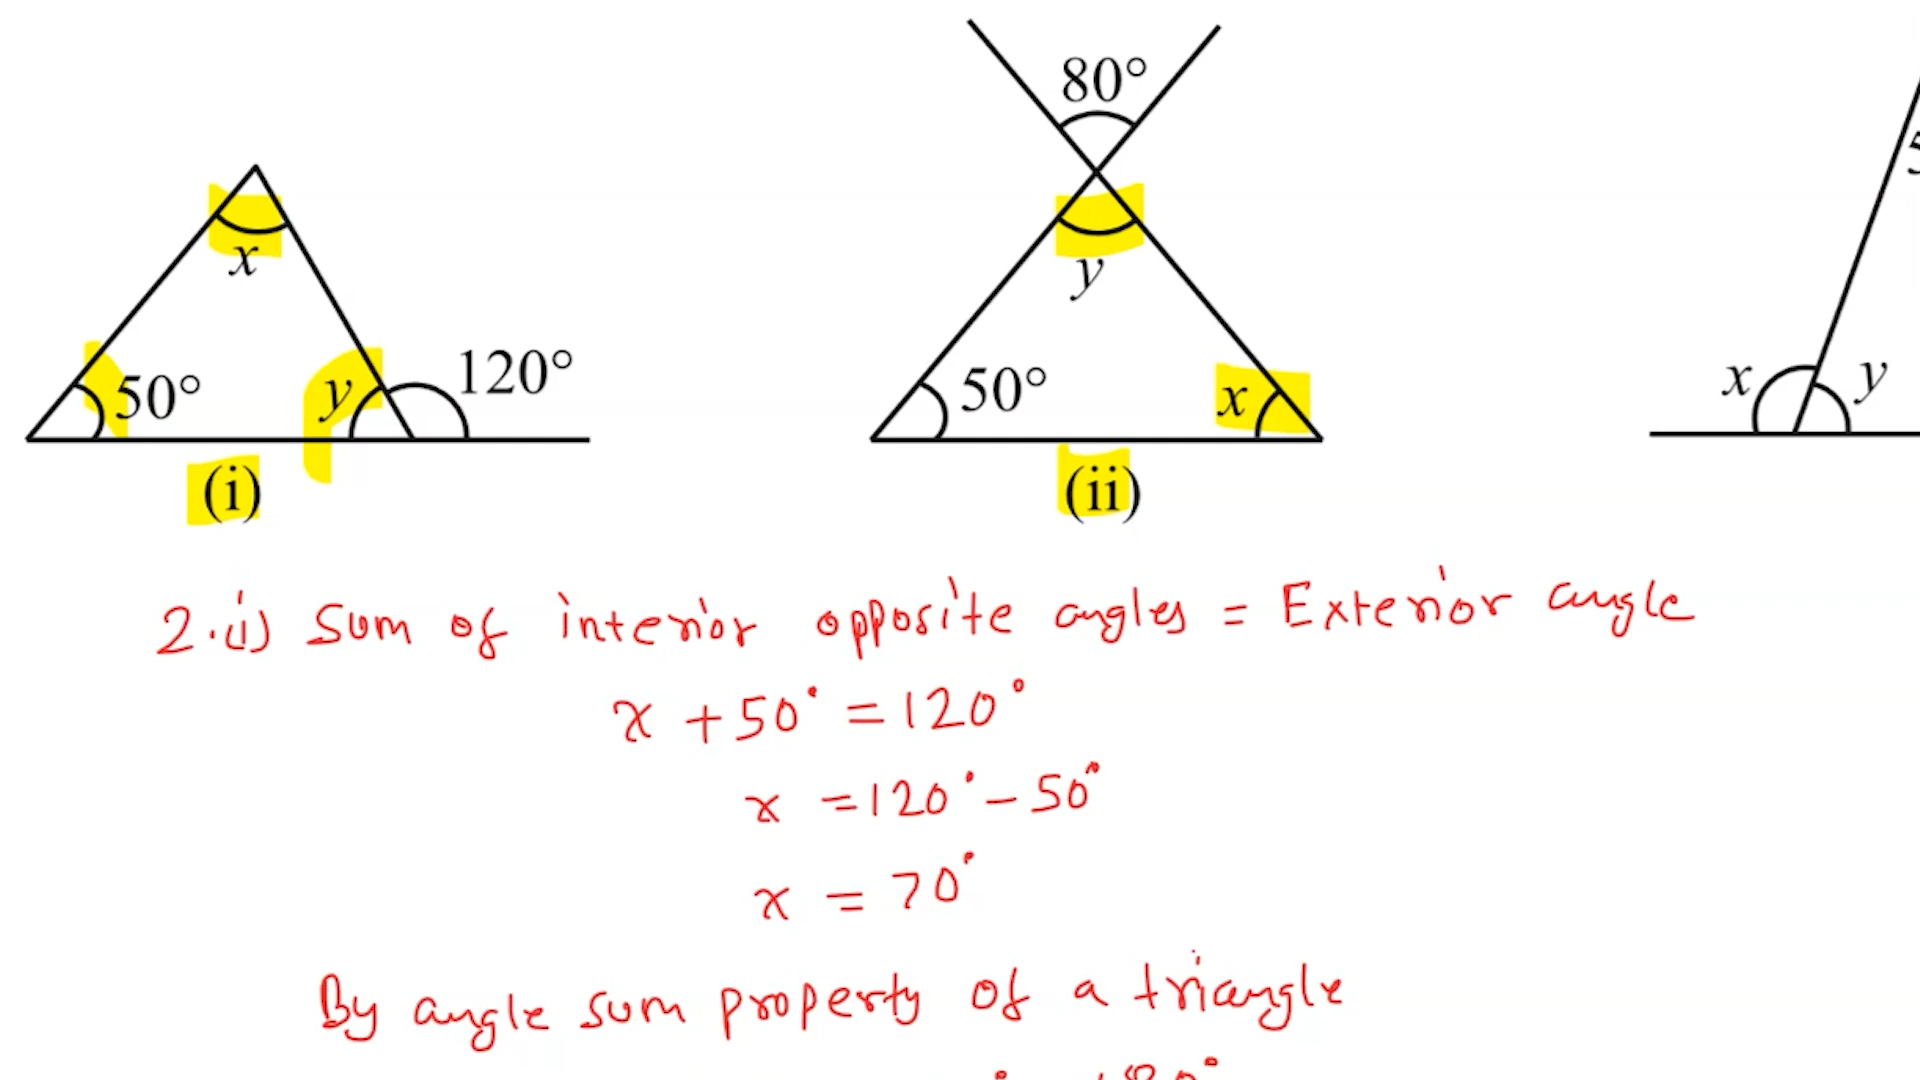 80°
x
y
50°
y
120°
50°
x
x
y
(i)
(ii)
2.(i) Sum of interior opposite angles = Exterior angle
x + 50° = 120°
x = 120° - 50°
x = 70°
By angle sum property of a triangle